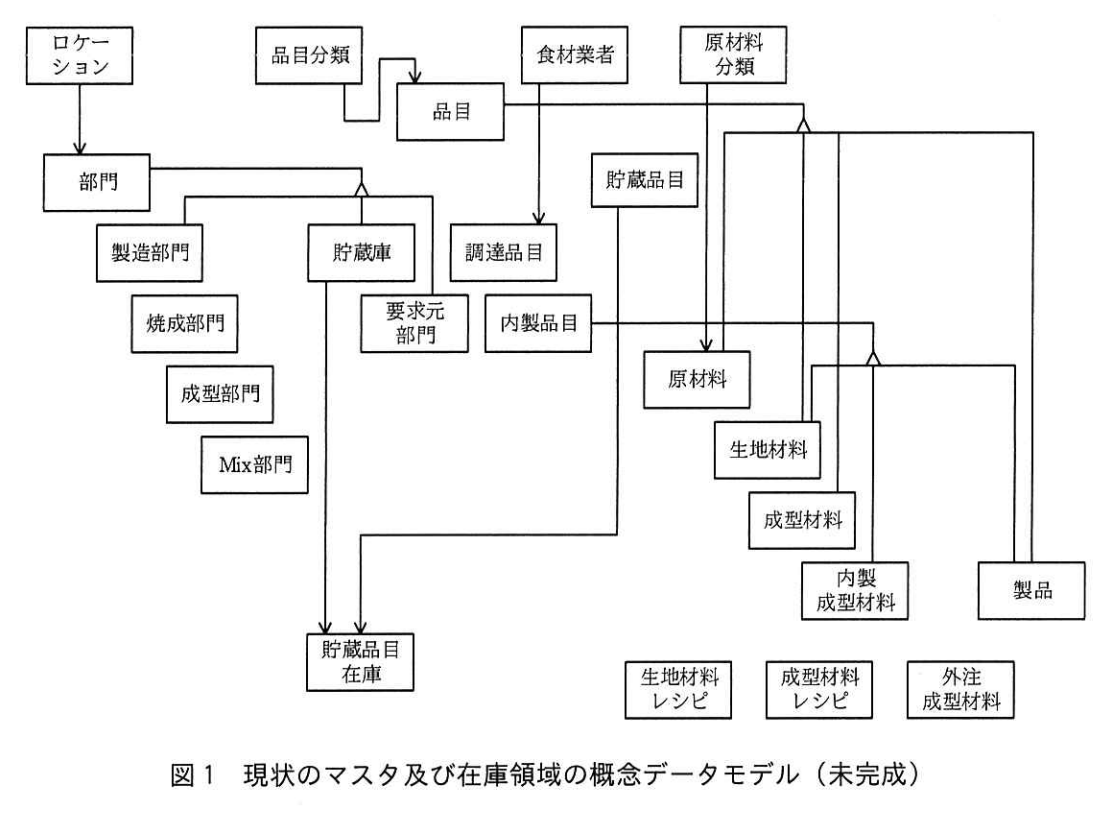 ロケー
ション
品目分類
品目
食材業者
原材料
分類
部門
貯蔵品目
製造部門
貯蔵庫
調達品目
焼成部門
要求元
部門
内製品目
原材料
成型部門
生地材料
Mix部門
成型材料
内製
成型材料
製品
貯蔵品目
在庫
生地材料
レシピ
成型材料
レシピ
外注
成型材料
図1 現状のマスタ及び在庫領域の概念データモデル（未完成）